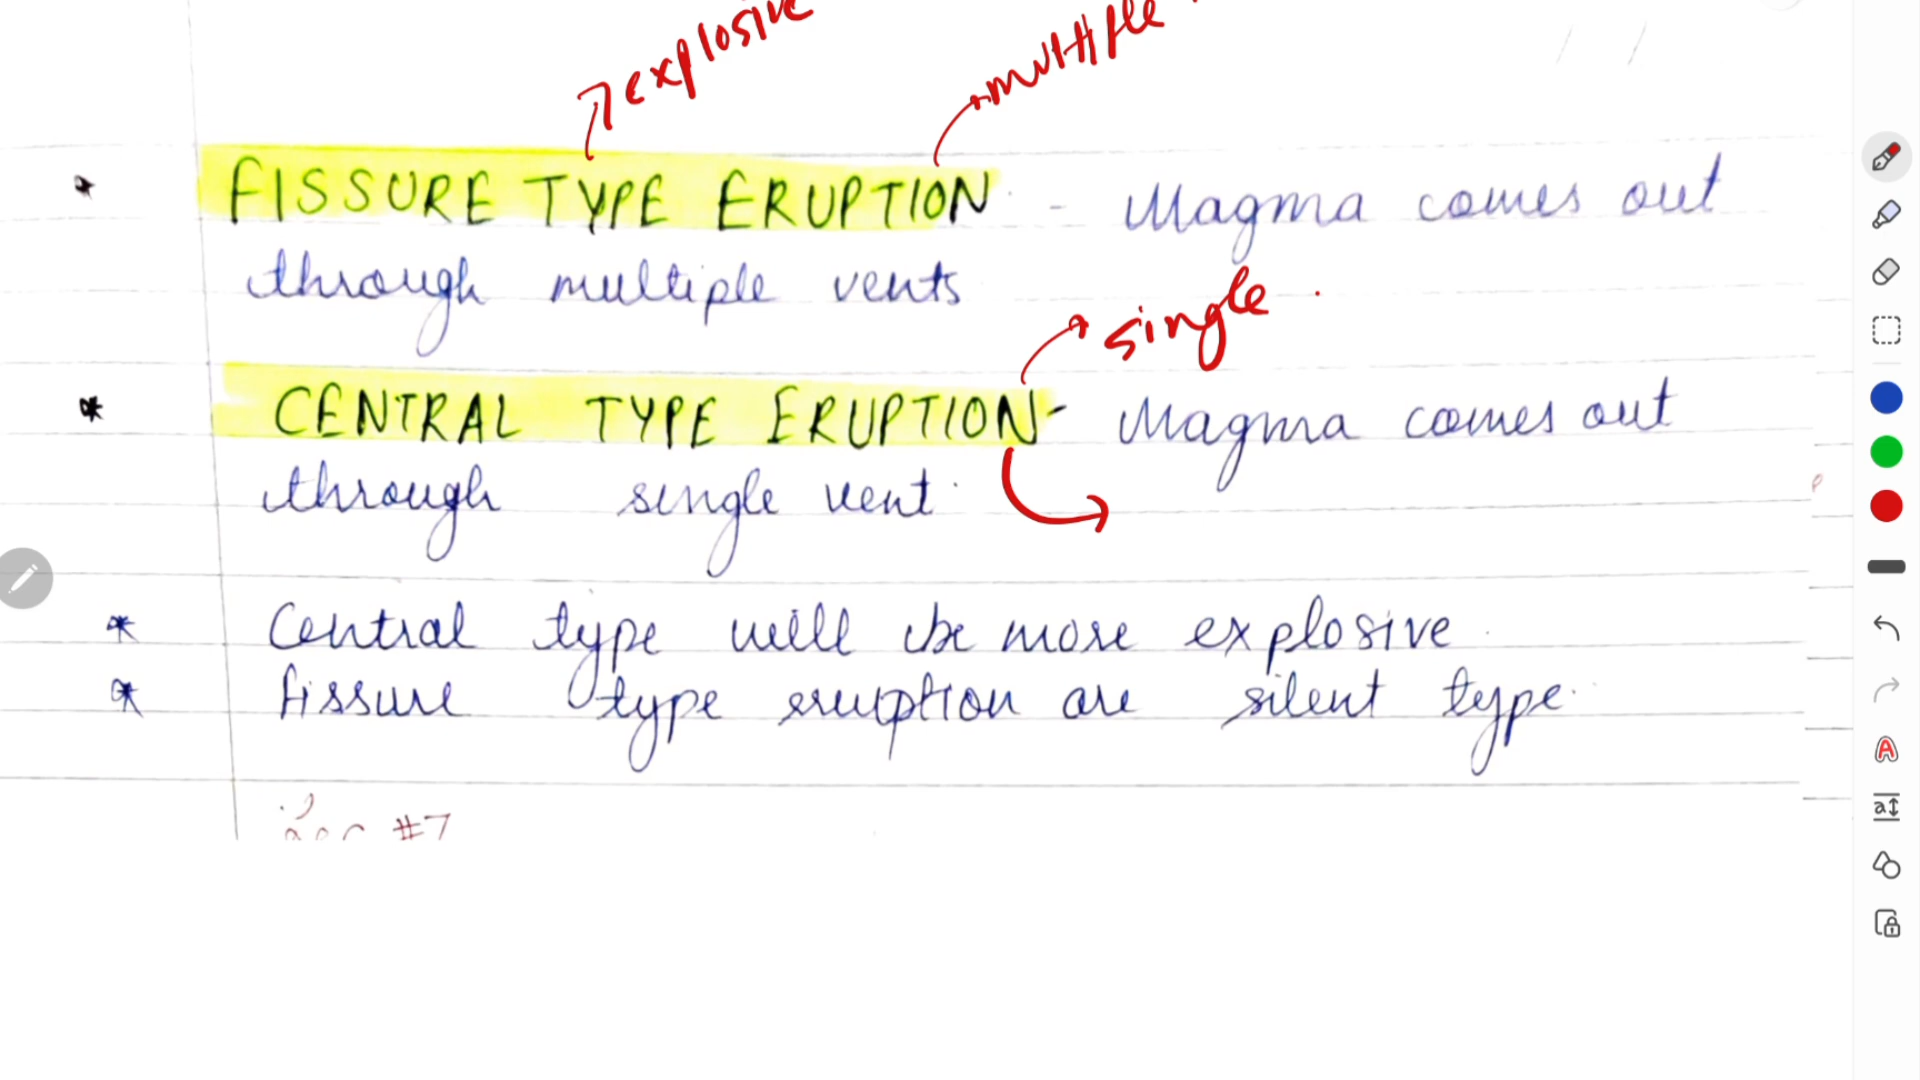 explosive
multiple
* FISSURE TYPE ERUPTION - Magma comes out
through multiple vents
single
* CENTRAL TYPE ERUPTION - Magma comes out
through single vent.
* Central type will be more explosive.
* fissure type eruption are silent type.
#7